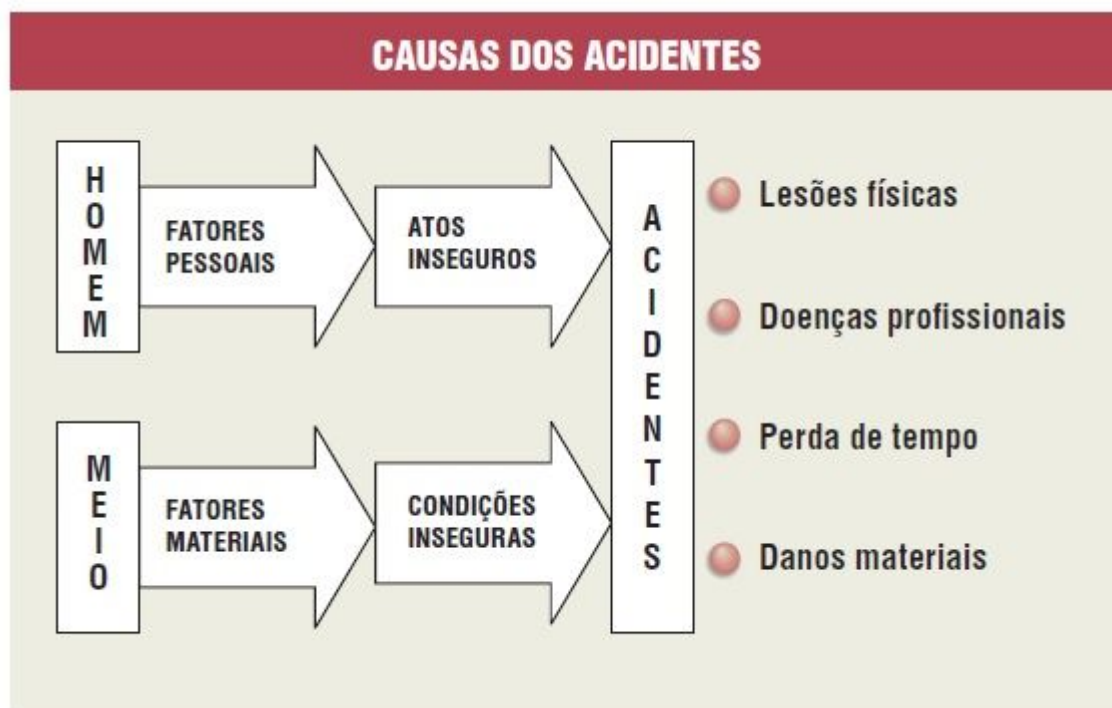 CAUSAS DOS ACIDENTES
HOMEM
FATORES
PESSOAIS
ATOS
INSEGUROS
MEIO
FATORES
MATERIAIS
CONDIÇÕES
INSEGURAS
ACIDENTES
Lesões físicas
Doenças profissionais
Perda de tempo
Danos materiais